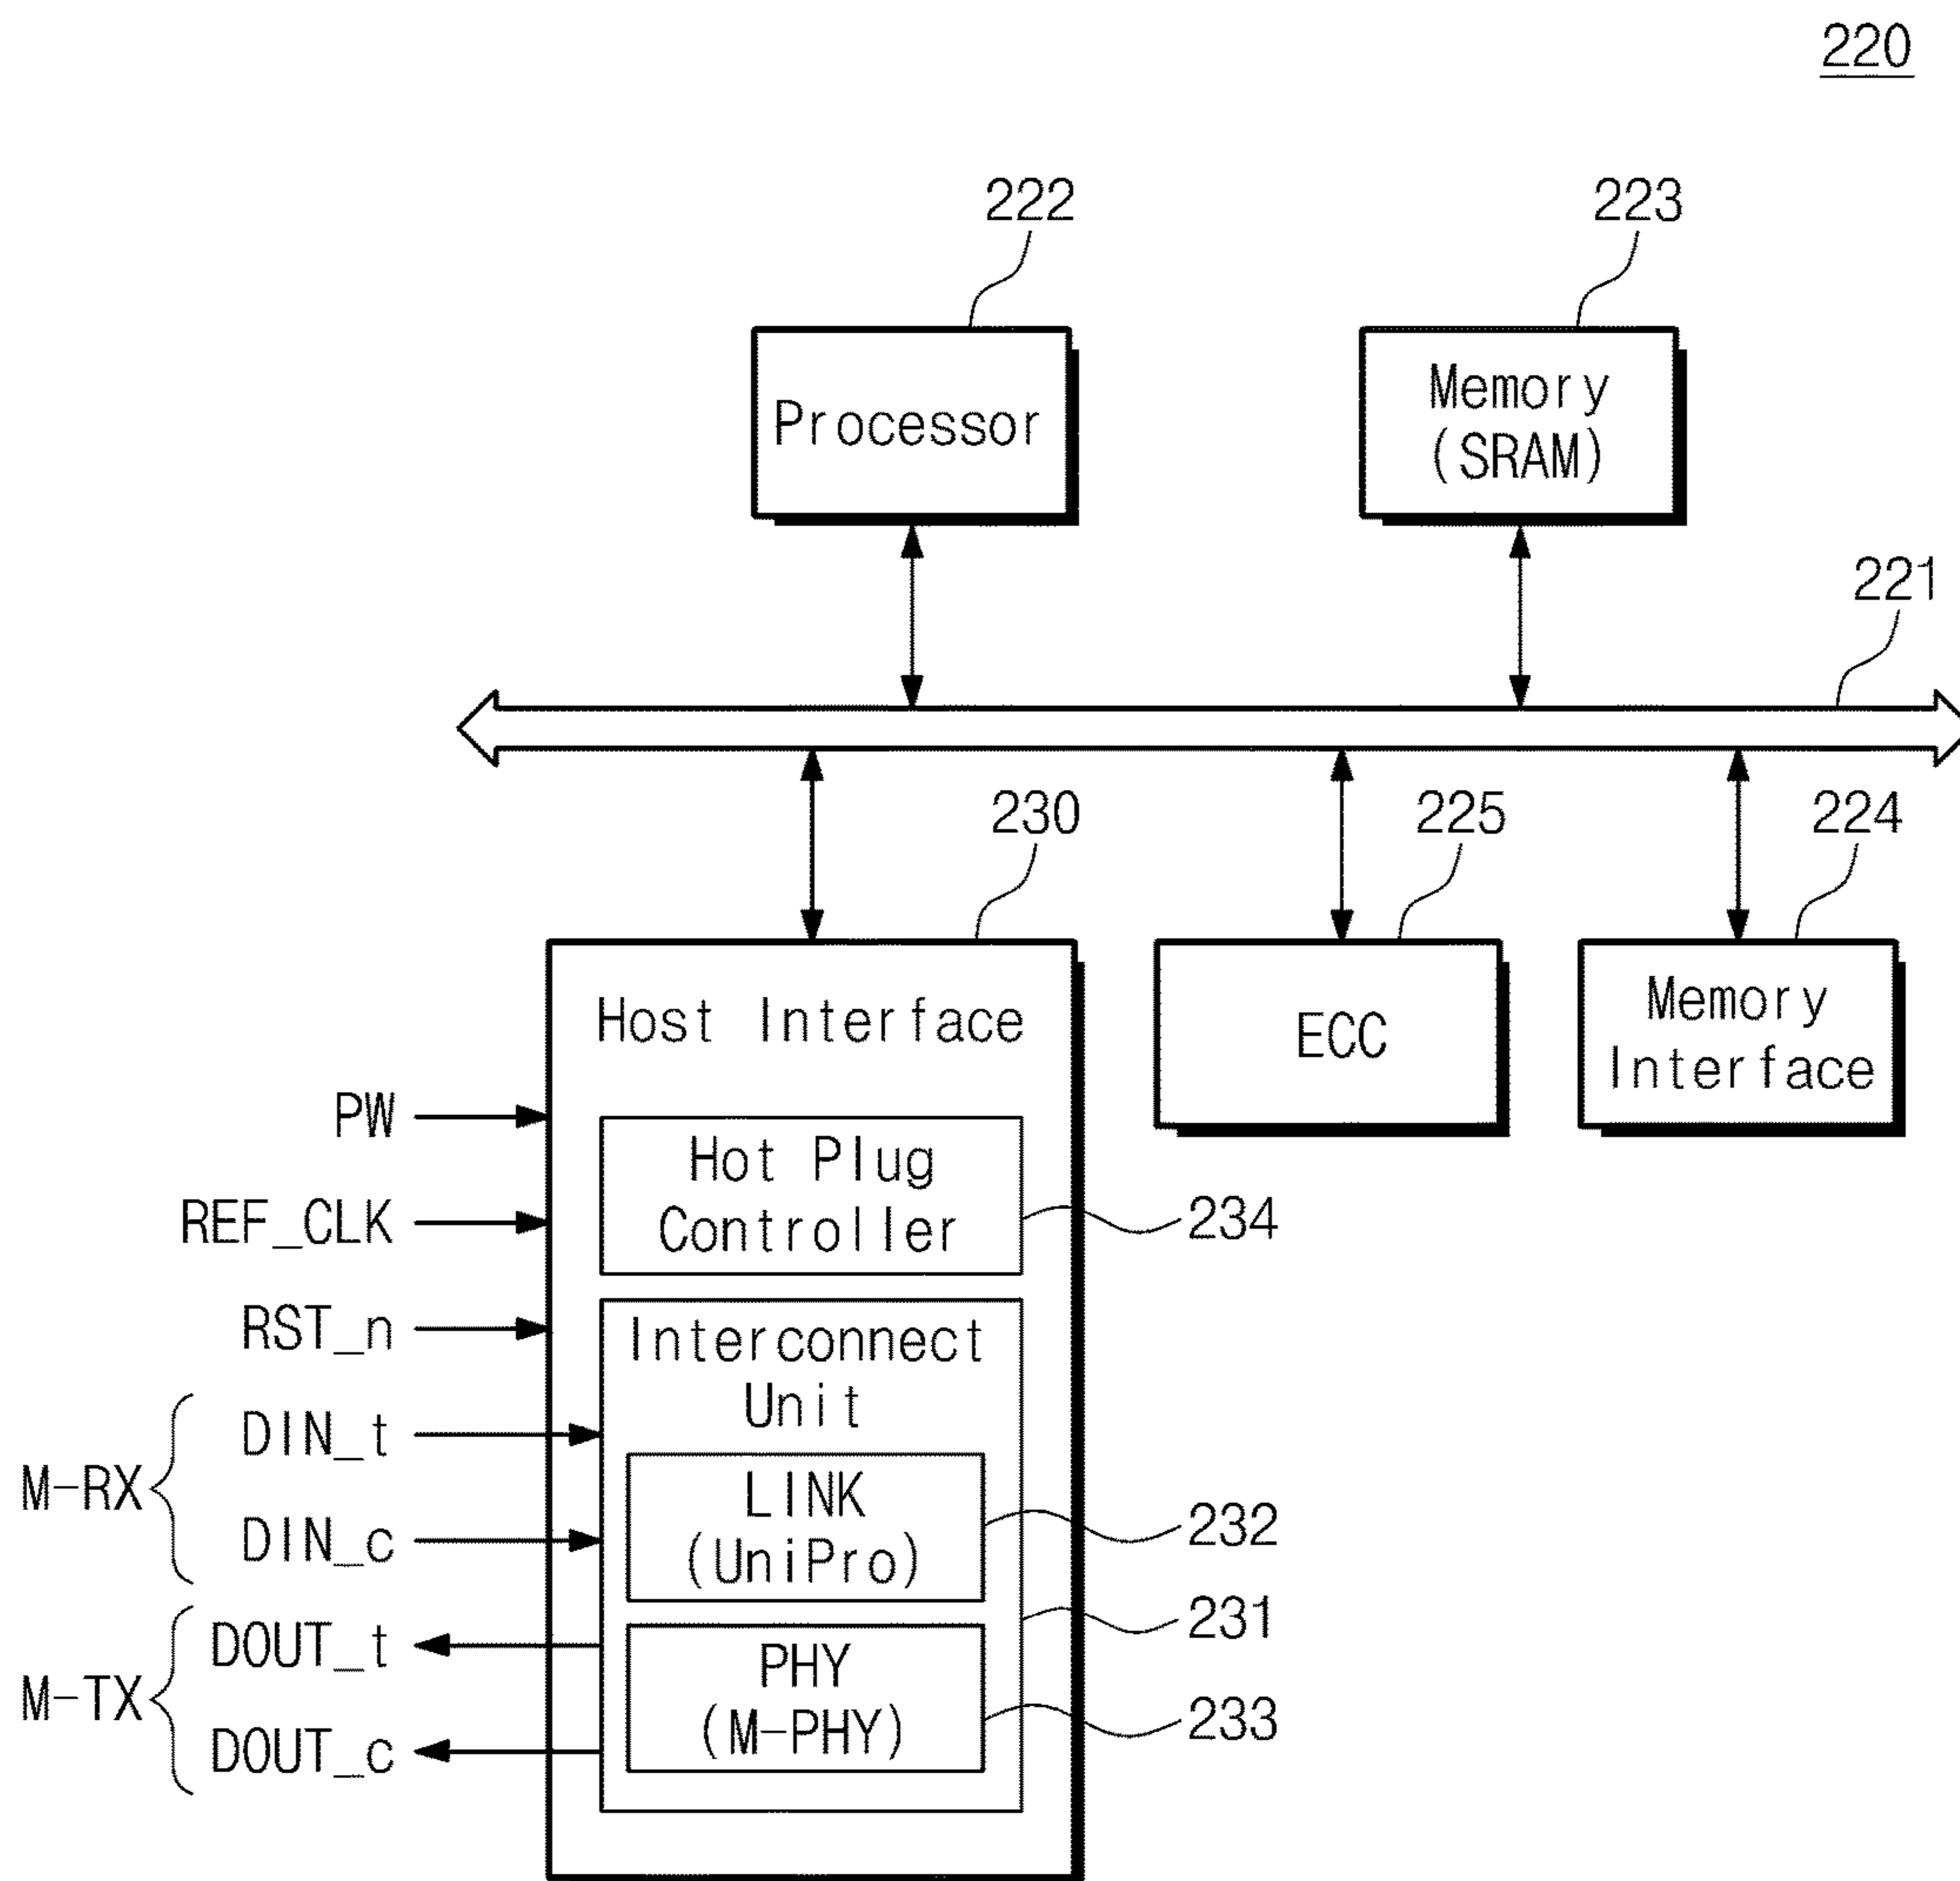 220
222
223
Processor
Memory
(SRAM)
221
230
225
224
Host Interface
ECC
Memory
Interface
PW
Hot Plug
Controller
REF_CLK
234
RST_n
Interconnect
Unit
DIN_t
M-RX
LINK
(UniPro)
232
DIN_c
231
DOUT_t
PHY
(M-PHY)
M-TX
233
DOUT_c